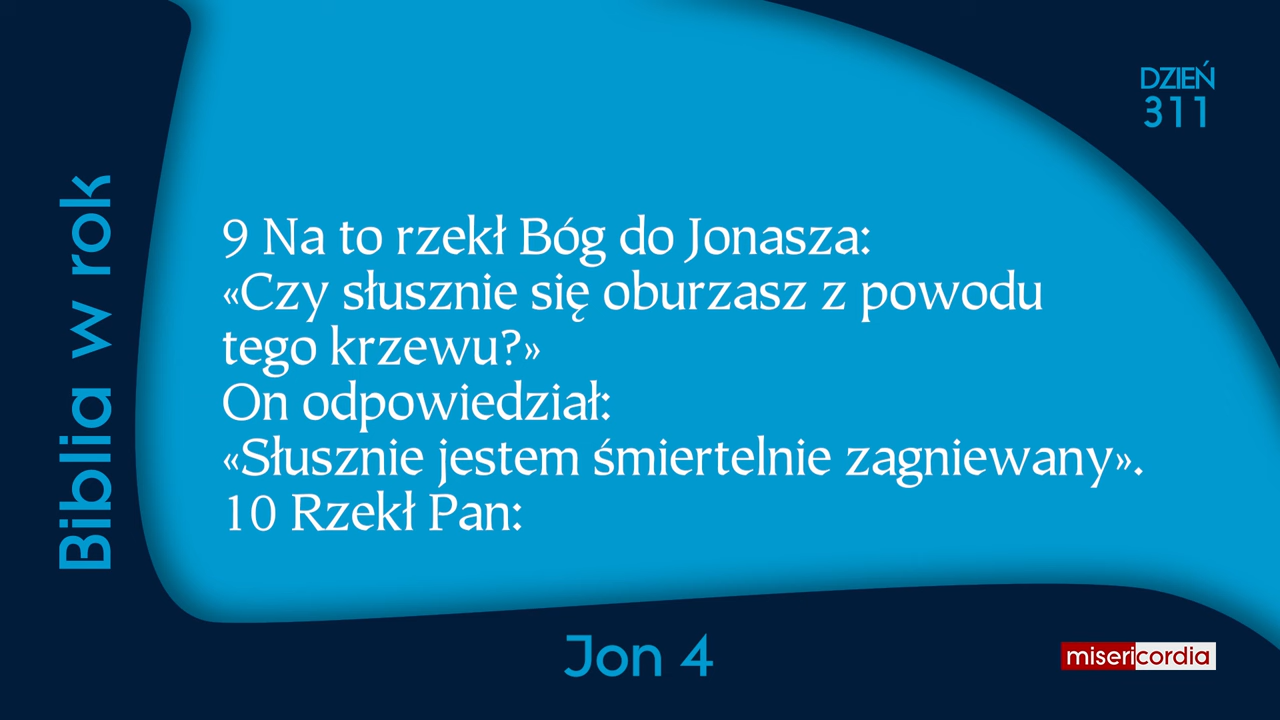 DZIEŃ
311
Biblia w rok
9 Na to rzekł Bóg do Jonasza:
«Czy słusznie się oburzasz z powodu
tego krzewu?»
On odpowiedział:
«Słusznie jestem śmiertelnie zagniewany».
10 Rzekł Pan:
Jon 4
misericordia